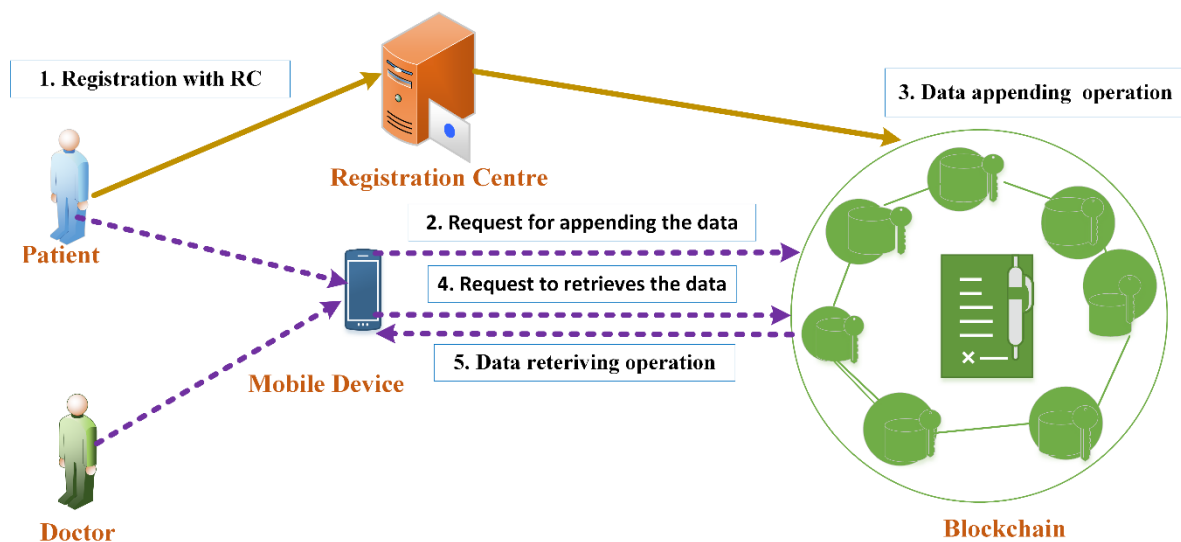 1. Registration with RC
3. Data appending operation
Registration Centre
2. Request for appending the data
Patient
4. Request to retrieves the data
5. Data reteriving operation
Mobile Device
Doctor
Blockchain